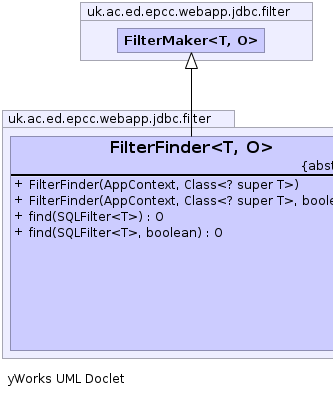 uk.ac.ed.epcc.webapp.jdbc.filter
FilterMaker<T, O>
uk.ac.ed.epcc.webapp.jdbc.filter
FilterFinder<T, O>
{abst
+ FilterFinder(AppContext, Class<? super T>)
+ FilterFinder(AppContext, Class<? super T>, boole
+ find(SQLFilter<T>) : O
+ find(SQLFilter<T>, boolean) : O
yWorks UML Doclet